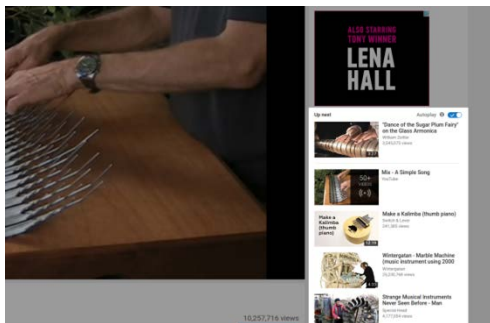 ALSO STARRING
TONY WINNER
LENA
HALL
Up next
Autoplay
"Dance of the Sugar Plum Fairy"
on the Glass Armonica
William Zeitler
Mix - A Simple Song
YouTube
50+
Make a Kalimba (thumb piano)
Make a
Kalimba
(thumb
piano)
Wintergatan - Marble Machine
(music instrument using 2000
Wintergatan
Strange Musical Instruments
Never Seen Before - Man
10,257,716 views